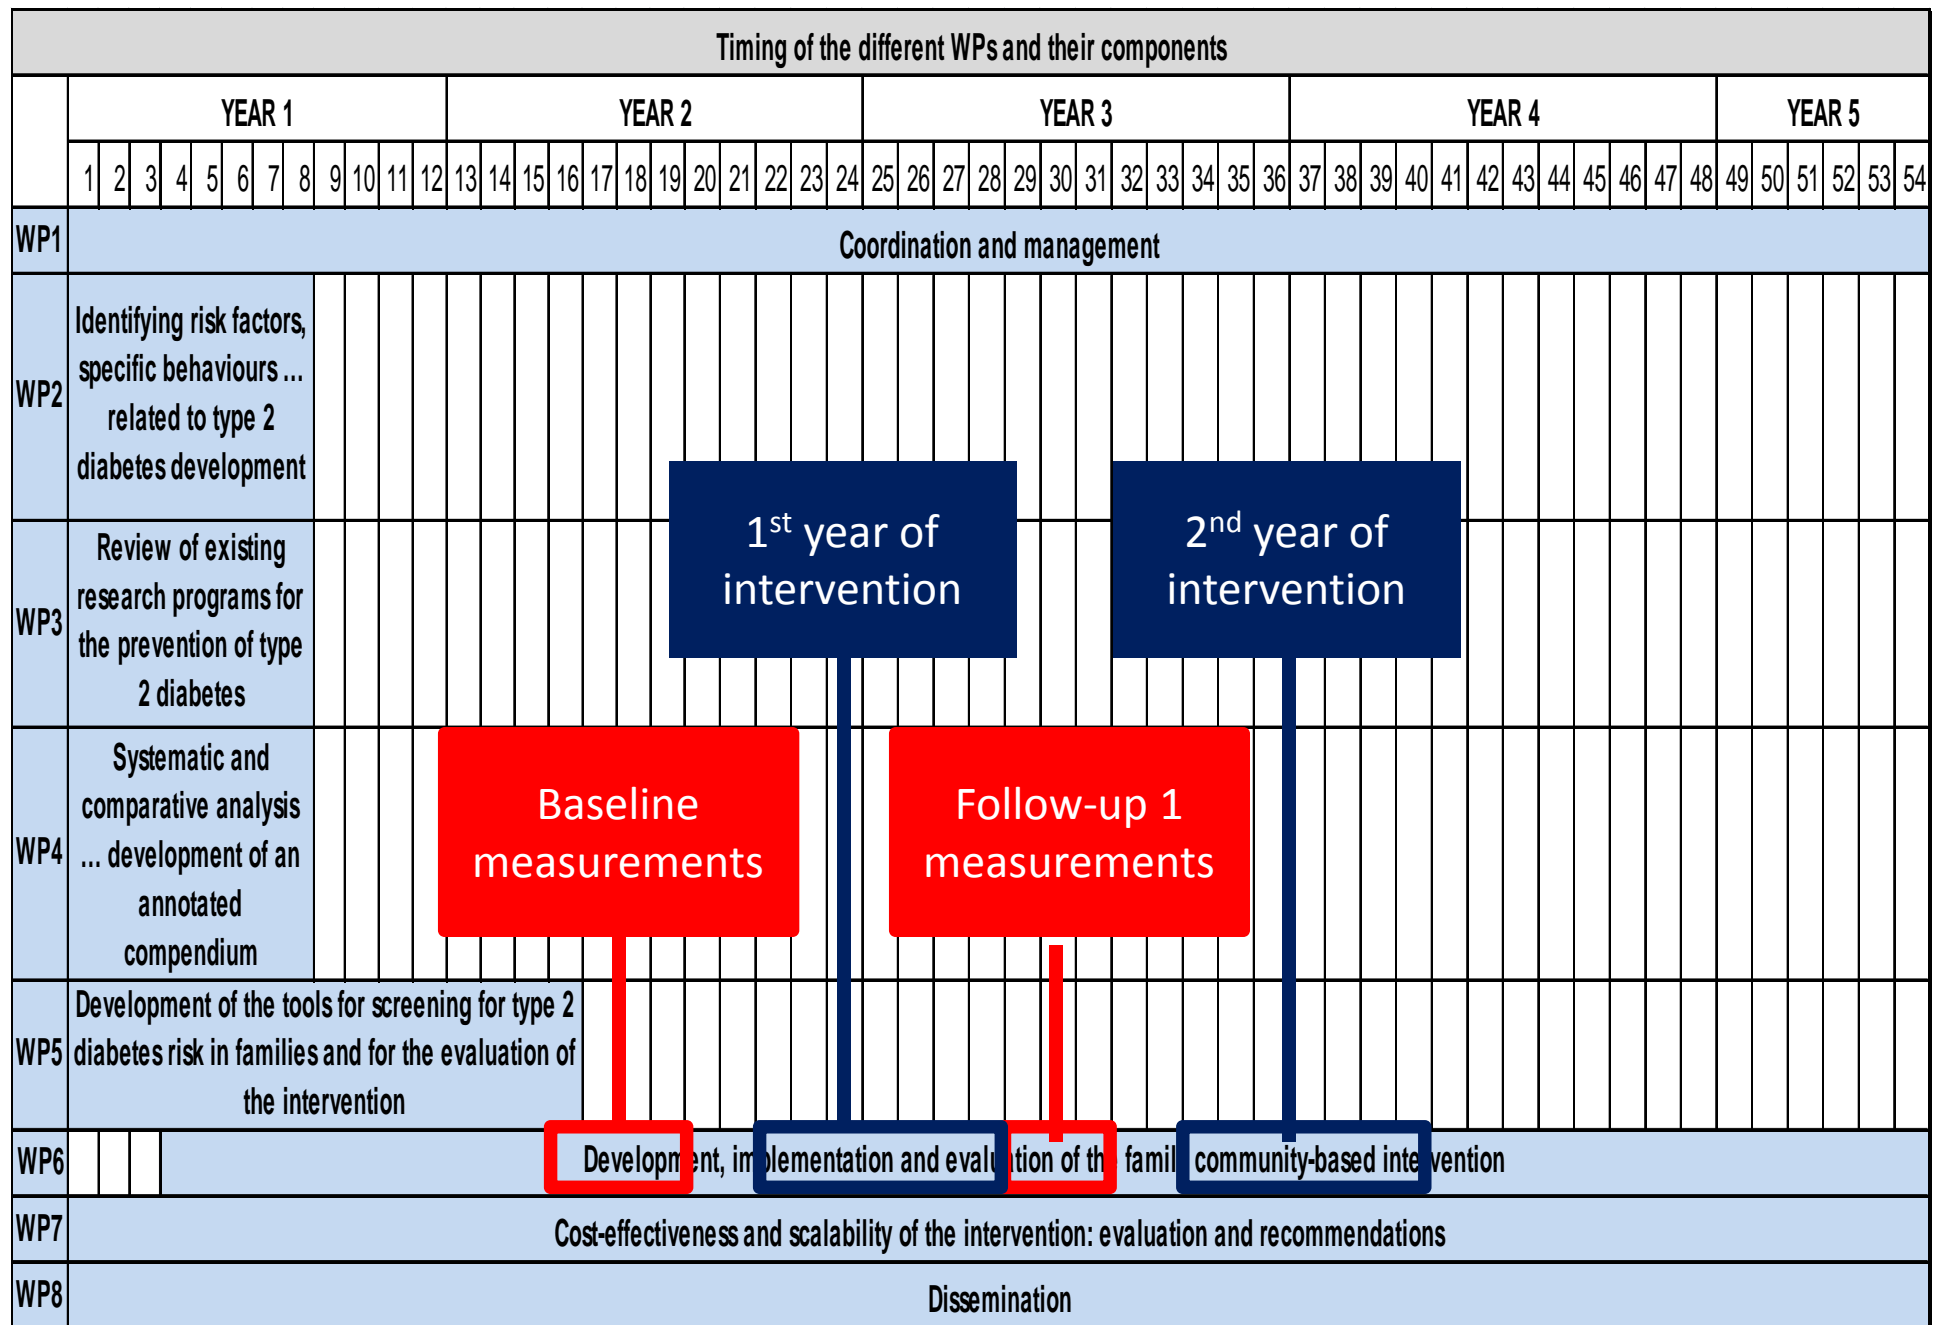 Timing of the different WPs and their components
YEAR 1 YEAR 2 YEAR 3 YEAR 4 YEAR 5
1 2 3 4 5 6 7 8 9 10 11 12 13 14 15 16 17 18 19 20 21 22 23 24 25 26 27 28 29 30 31 32 33 34 35 36 37 38 39 40 41 42 43 44 45 46 47 48 49 50 51 52 53 54
WP1
Coordination and management
WP2
Identifying risk factors,
specific behaviours ...
related to type 2
diabetes development
1st year of
intervention
2nd year of
intervention
WP3
Review of existing
research programs for
the prevention of type
2 diabetes
WP4
Systematic and
comparative analysis
... development of an
annotated
compendium
Baseline
measurements
Follow-up 1
measurements
WP5
Development of the tools for screening for type 2
diabetes risk in families and for the evaluation of
the intervention
WP6
Development, implementation and evaluation of the famil community-based intervention
WP7
Cost-effectiveness and scalability of the intervention: evaluation and recommendations
WP8
Dissemination